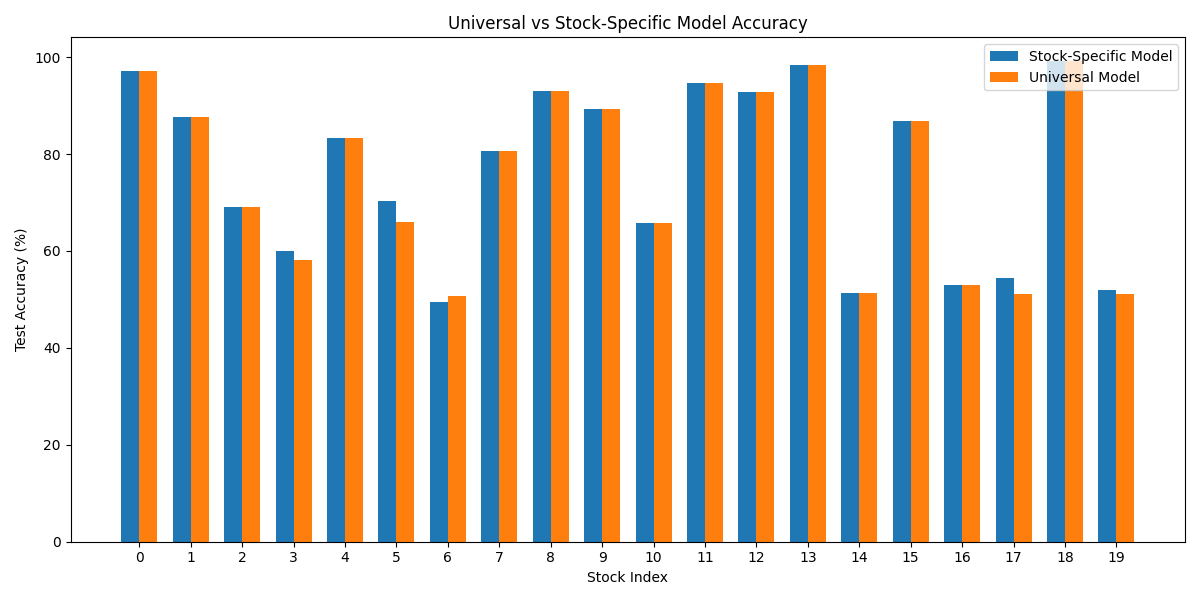 Universal vs Stock-Specific Model Accuracy
Stock-Specific Model
Universal Model
Test Accuracy (%)
100
80
60
40
20
0
0 1 2 3 4 5 6 7 8 9 10 11 12 13 14 15 16 17 18 19
Stock Index